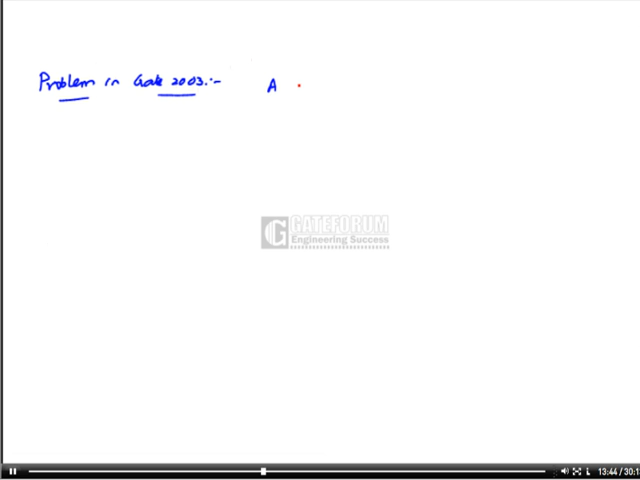 Problem in Gate 2003:- A
GATEFORUM
Engineering Success
13:44 / 30:1